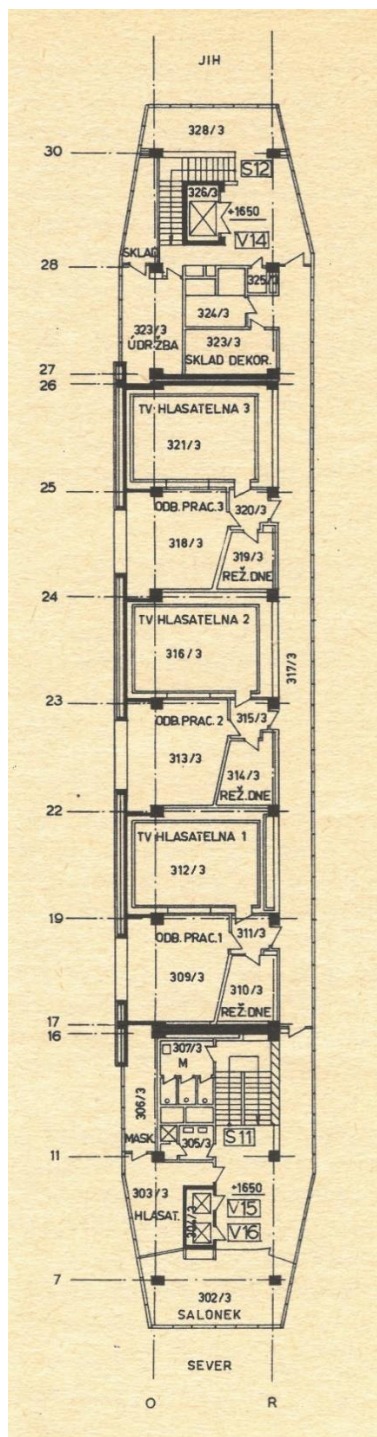 JIH
328/3
30
S12
326/3
+1650
V14
SKLAD
28
325/3
324/3
323/3
ÚDRŽBA
323/3
SKLAD DEKOR.
27
26
TV HLASATELNA 3
321/3
25
ODB. PRAC. 3
320/3
318/3
319/3
REŽ. DNE
24
TV HLASATELNA 2
316/3
317/3
23
ODB. PRAC. 2
315/3
313/3
314/3
REŽ. DNE
22
TV HLASATELNA 1
312/3
19
ODB. PRAC. 1
311/3
309/3
310/3
REŽ. DNE
17
16
307/3
M
306/3
MASK.
305/3
S11
11
303/3
HLASAT.
304/3
+1650
V15
V16
7
302/3
SALONEK
SEVER
O
R